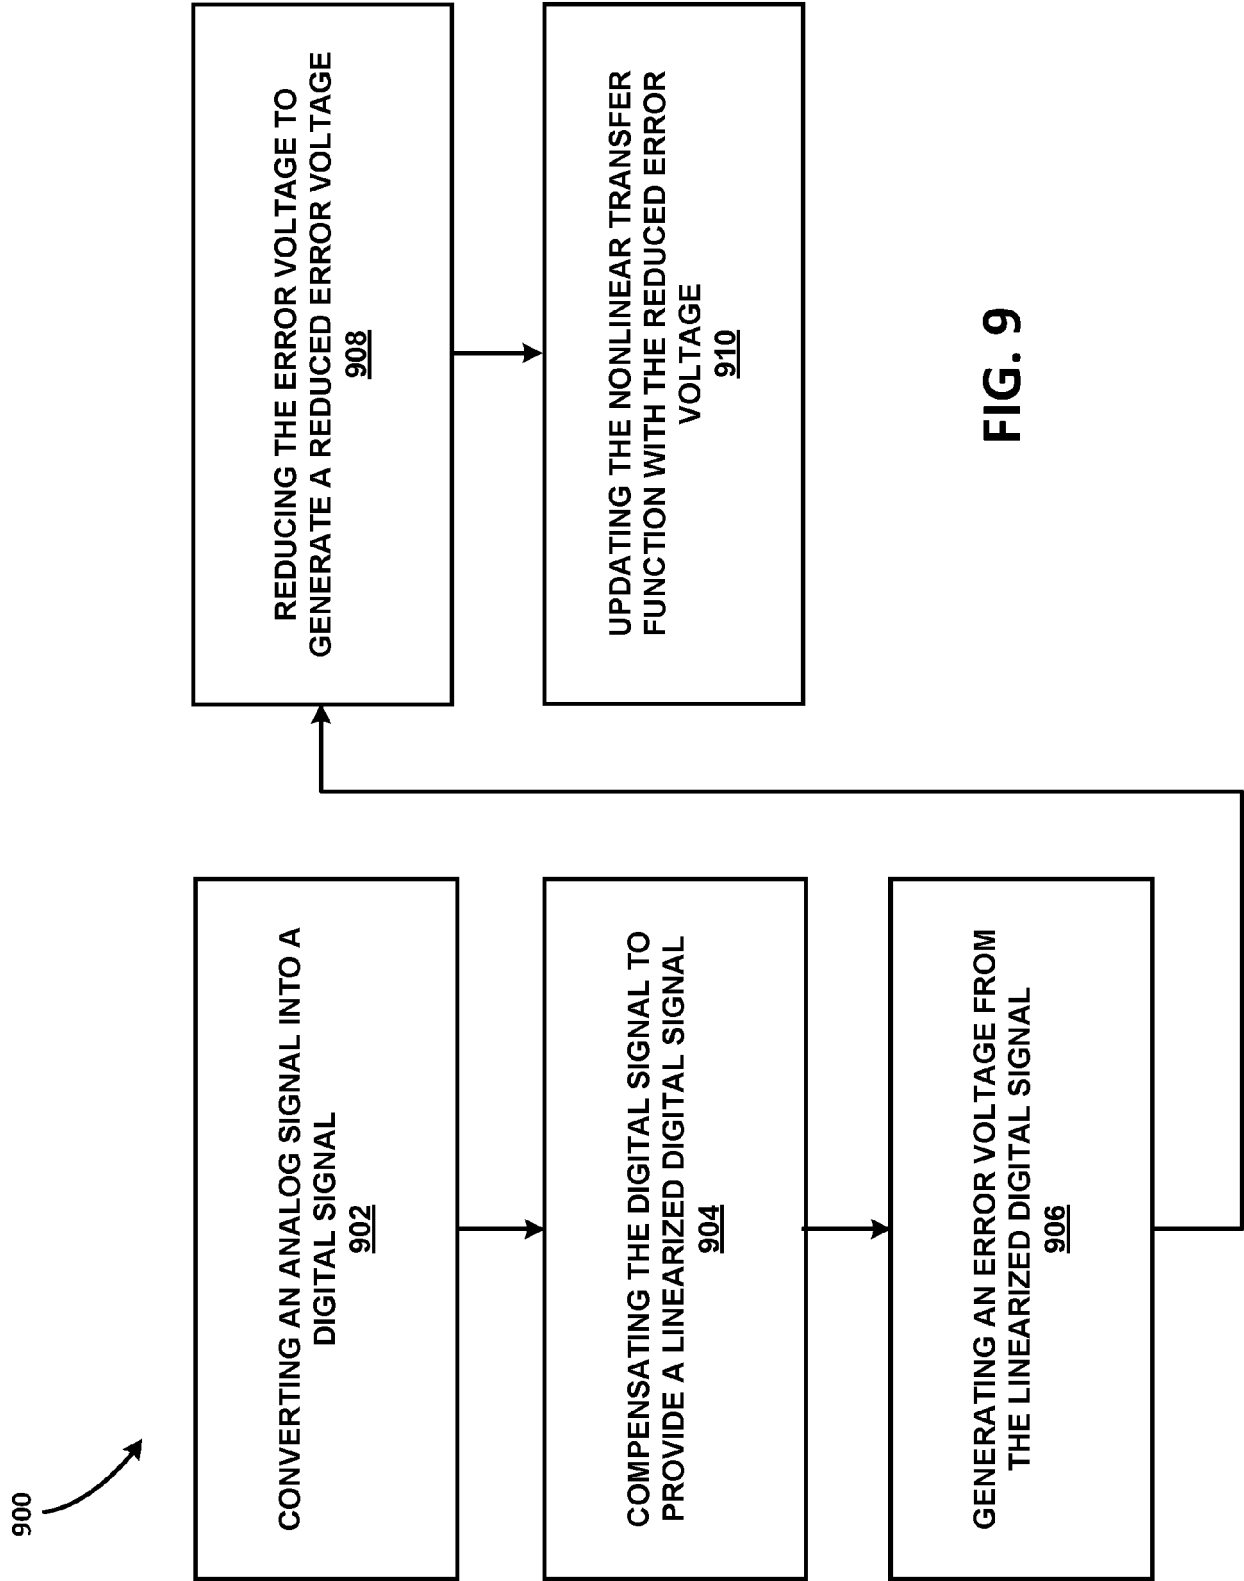 900
CONVERTING AN ANALOG SIGNAL INTO A
DIGITAL SIGNAL
902
COMPENSATING THE DIGITAL SIGNAL TO
PROVIDE A LINEARIZED DIGITAL SIGNAL
904
GENERATING AN ERROR VOLTAGE FROM
THE LINEARIZED DIGITAL SIGNAL
906
REDUCING THE ERROR VOLTAGE TO
GENERATE A REDUCED ERROR VOLTAGE
908
UPDATING THE NONLINEAR TRANSFER
FUNCTION WITH THE REDUCED ERROR
VOLTAGE
910
FIG. 9